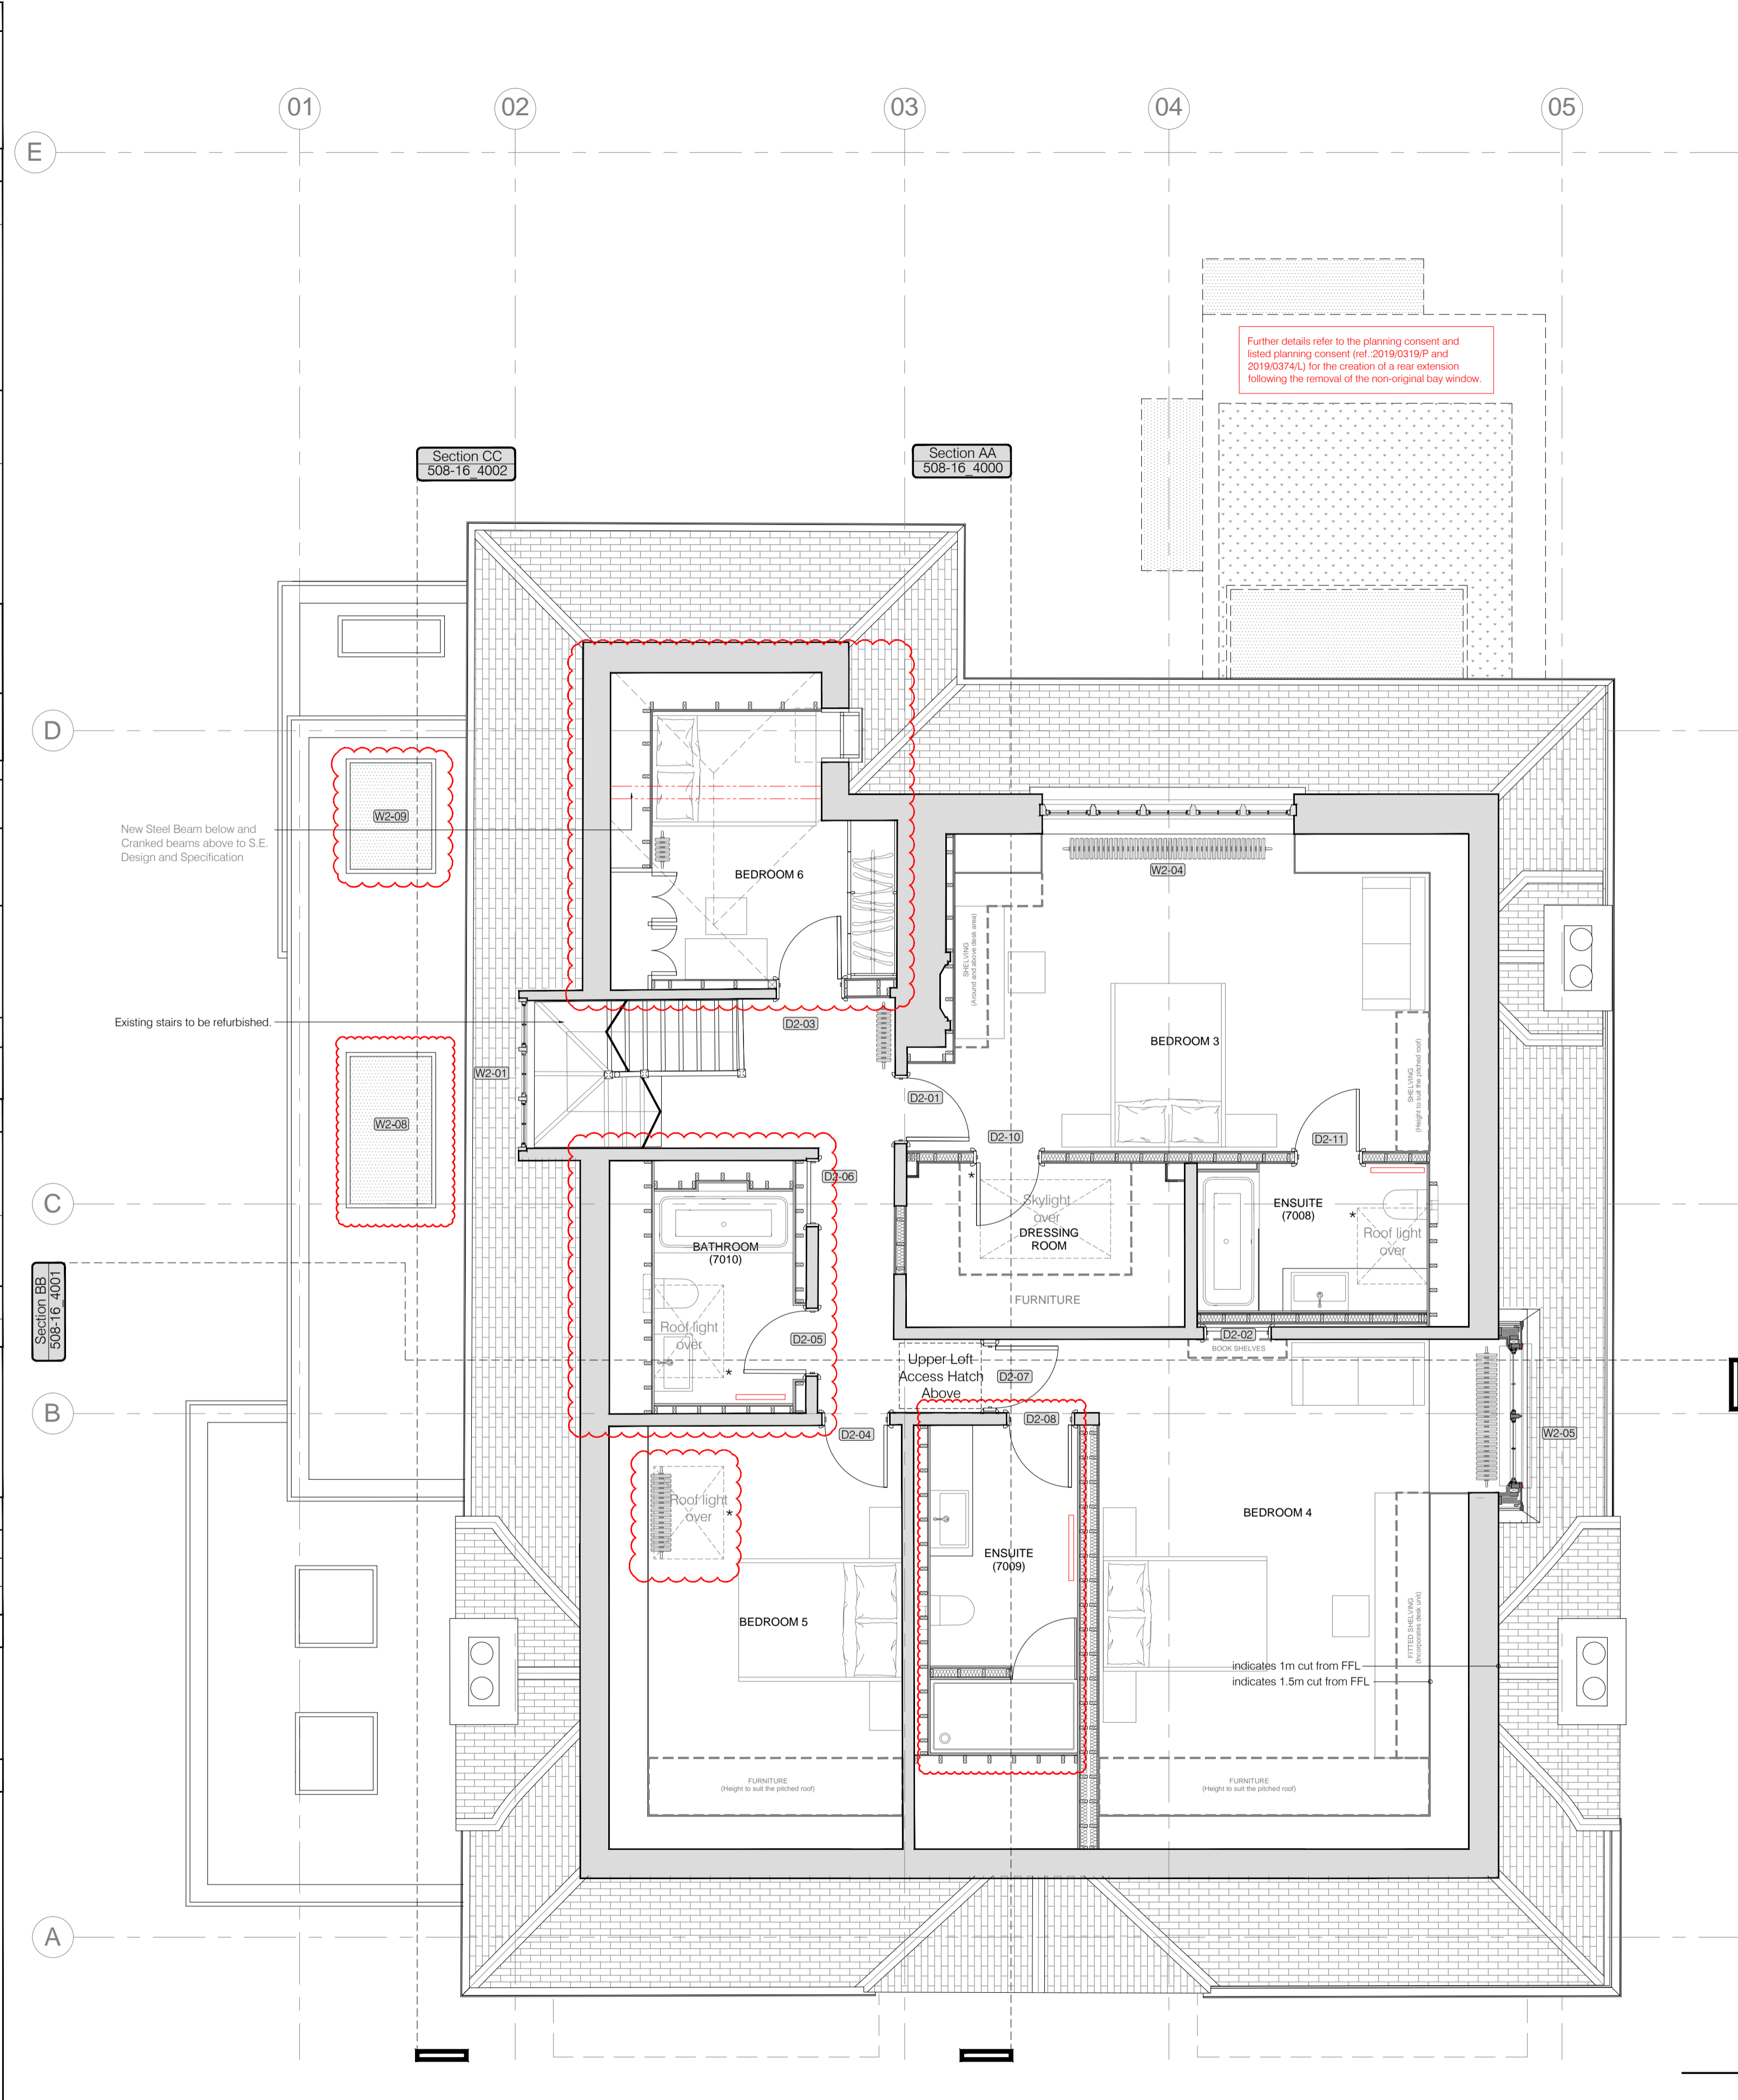 01
02
03
04
05
E
Further details refer to the planning consent and
listed planning consent (ref.:2019/0319/P and
2019/0374/L) for the creation of a rear extension
following the removal of the non-original bay window.
Section CC
508-16_4002
Section AA
508-16_4000
D
W2-09
New Steel Beam below and
Cranked beams above to S.E.
Design and Specification
BEDROOM 6
W2-04
SHELVING
(Around and above desk area)
Existing stairs to be refurbished.
D2-03
BEDROOM 3
SHELVING
(Height to suit the pitched roof)
W2-01
D2-01
W2-08
D2-10
D2-11
D2-06
*
C
Skylight
over
DRESSING
ROOM
ENSUITE
(7008)
*
Roof light
over
BATHROOM
(7010)
Section BB
508-16_4001
FURNITURE
Roof light
over
*
D2-05
D2-02
BOOK SHELVES
Upper Loft
Access Hatch
Above
D2-07
B
D2-08
D2-04
W2-05
Roof light
over
*
BEDROOM 4
ENSUITE
(7009)
BEDROOM 5
FITTED SHELVING
(Incorporates desk unit)
indicates 1m cut from FFL
indicates 1.5m cut from FFL
FURNITURE
(Height to suit the pitched roof)
FURNITURE
(Height to suit the pitched roof)
A